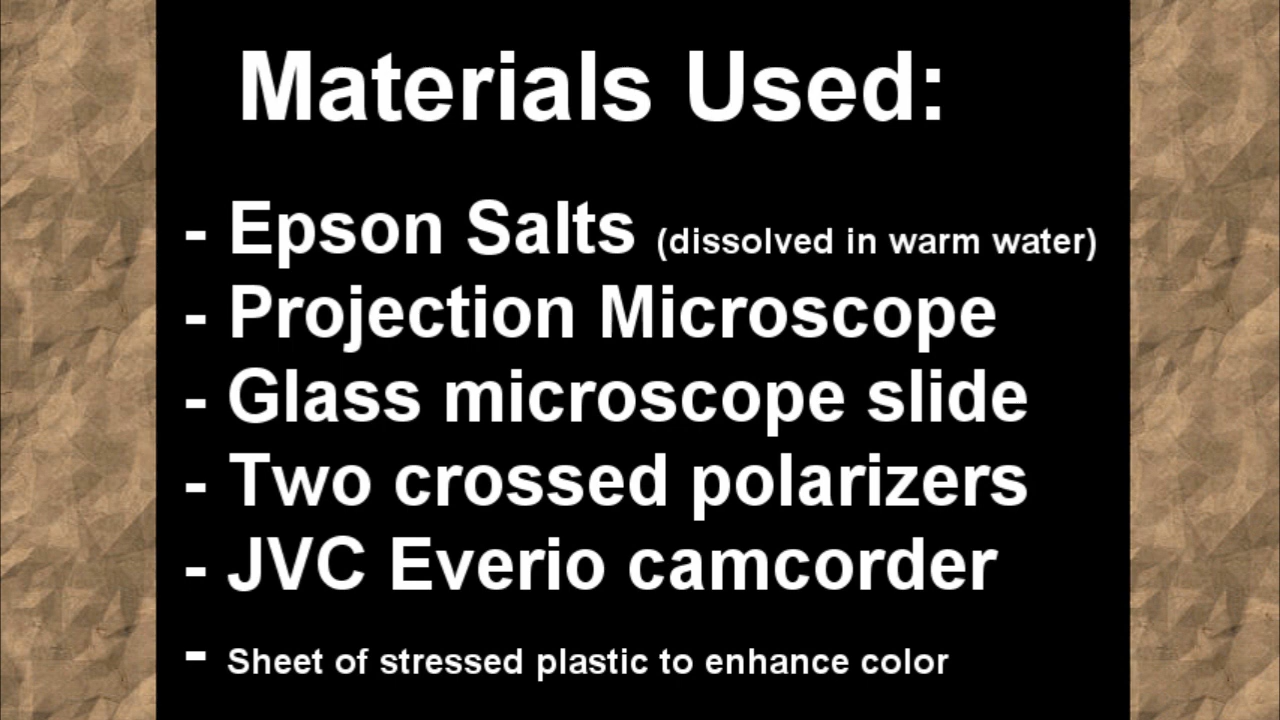 Materials Used:
- Epson Salts (dissolved in warm water)
- Projection Microscope
- Glass microscope slide
- Two crossed polarizers
- JVC Everio camcorder
- Sheet of stressed plastic to enhance color